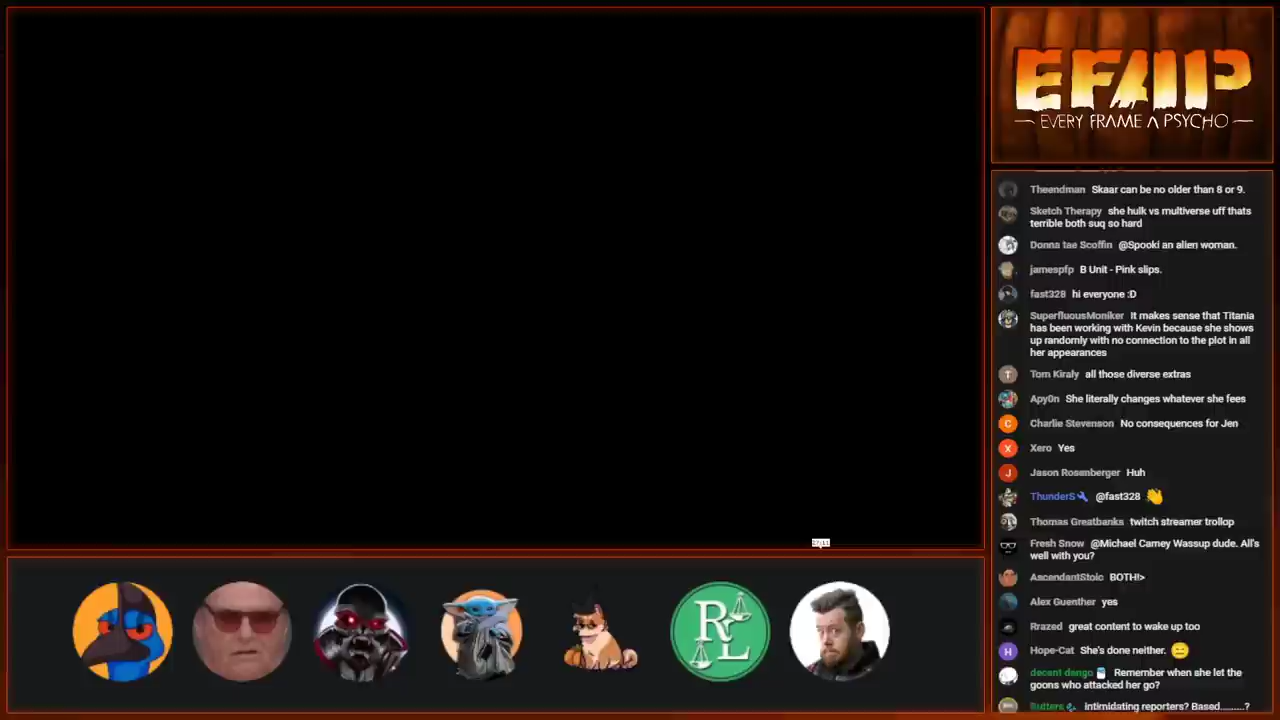 EFAP
EVERY FRAME A PSYCHO
Theendman Skaar can be no older than 8 or 9.
Sketch Therapy she hulk vs multiverse uff thats
terrible both suq so hard
Donna tae Scoffin @Spooki an alien woman.
jamespfp B Unit - Pink slips.
fast328 hi everyone :D
SuperfluousMoniker It makes sense that Titania
has been working with Kevin because she shows
up randomly with no connection to the plot in all
her appearances
Tom Kiraly all those diverse extras
Apy0n She literally changes whatever she fees
Charlie Stevenson No consequences for Jen
Xero Yes
Jason Rosenberger Huh
ThunderS @fast328 👋
Thomas Greatbanks twitch streamer trollop
Fresh Snow @Michael Carney Wassup dude. All's
well with you?
AscendantStoic BOTH!>
Alex Guenther yes
Rrazed great content to wake up too
Hope-Cat She's done neither. 😑
decent dango Remember when she let the
goons who attacked her go?
Butters intimidating reporters? Based.........?
RL